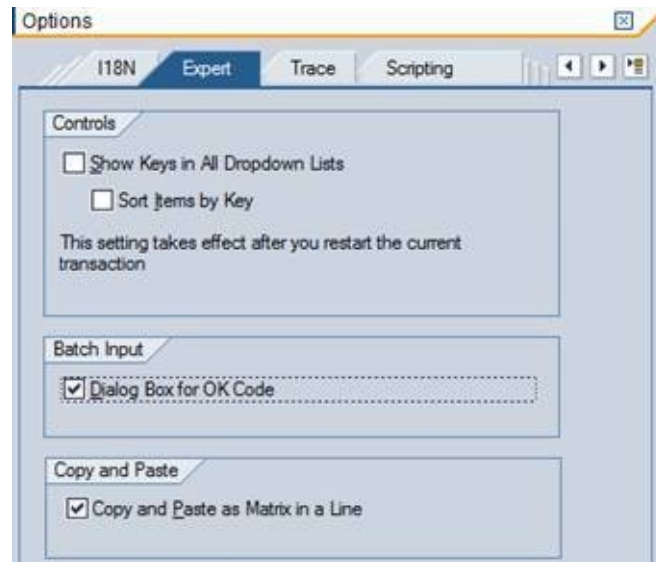 Options
I18N Expert Trace Scripting
Controls
Show Keys in All Dropdown Lists
Sort Items by Key
This setting takes effect after you restart the current
transaction
Batch Input
Dialog Box for OK Code
Copy and Paste
Copy and Paste as Matrix in a Line